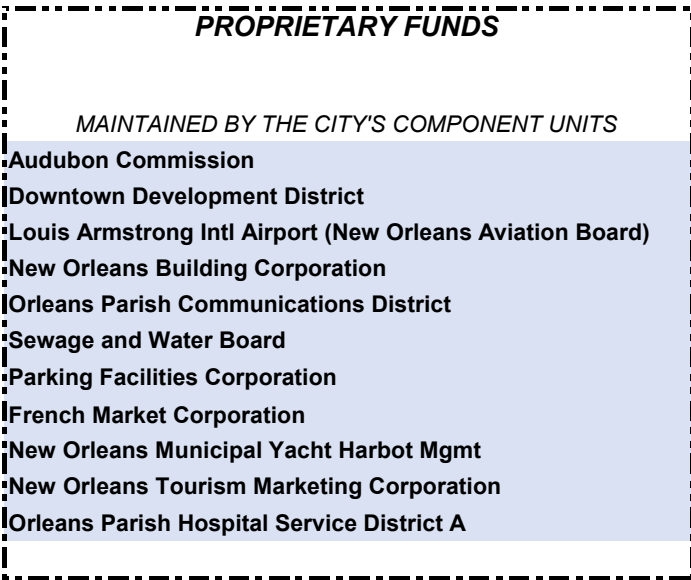 PROPRIETARY FUNDS
MAINTAINED BY THE CITY'S COMPONENT UNITS
Audubon Commission
Downtown Development District
Louis Armstrong Intl Airport (New Orleans Aviation Board)
New Orleans Building Corporation
Orleans Parish Communications District
Sewage and Water Board
Parking Facilities Corporation
French Market Corporation
New Orleans Municipal Yacht Harbot Mgmt
New Orleans Tourism Marketing Corporation
Orleans Parish Hospital Service District A